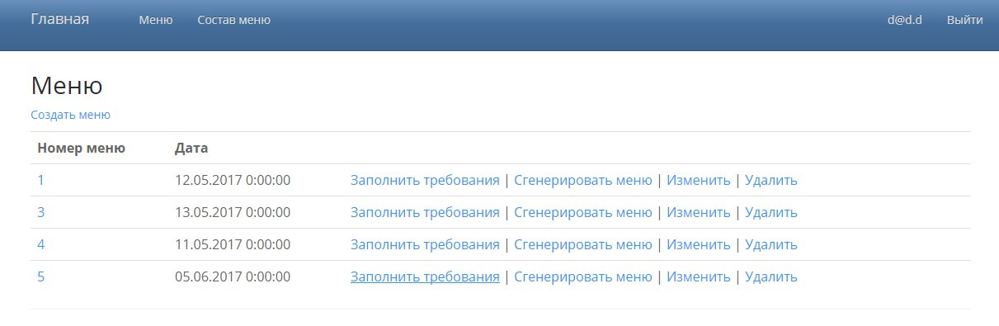 Главная Меню Состав меню d@d.d Выйти
Меню
Создать меню
Номер меню Дата
1 12.05.2017 0:00:00 Заполнить требования | Сгенерировать меню | Изменить | Удалить
3 13.05.2017 0:00:00 Заполнить требования | Сгенерировать меню | Изменить | Удалить
4 11.05.2017 0:00:00 Заполнить требования | Сгенерировать меню | Изменить | Удалить
5 05.06.2017 0:00:00 Заполнить требования | Сгенерировать меню | Изменить | Удалить